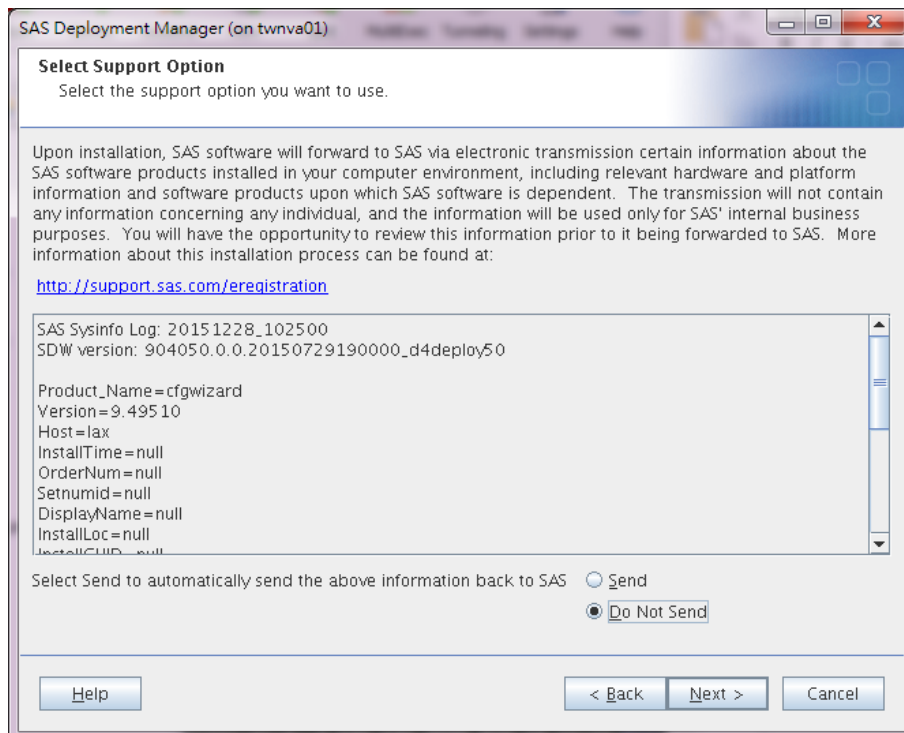 SAS Deployment Manager (on twnva01)
Select Support Option
Select the support option you want to use.
Upon installation, SAS software will forward to SAS via electronic transmission certain information about the
SAS software products installed in your computer environment, including relevant hardware and platform
information and software products upon which SAS software is dependent. The transmission will not contain
any information concerning any individual, and the information will be used only for SAS' internal business
purposes. You will have the opportunity to review this information prior to it being forwarded to SAS. More
information about this installation process can be found at:
http://support.sas.com/eregistration
SAS Sysinfo Log: 20151228_102500
SDW version: 904050.0.0.20150729190000_d4deploy50
Product_Name=cfgwizard
Version=9.49510
Host=lax
InstallTime=null
OrderNum=null
Setnumid=null
DisplayName=null
InstallLoc=null
Select Send to automatically send the above information back to SAS Send
Do Not Send
Help < Back Next > Cancel